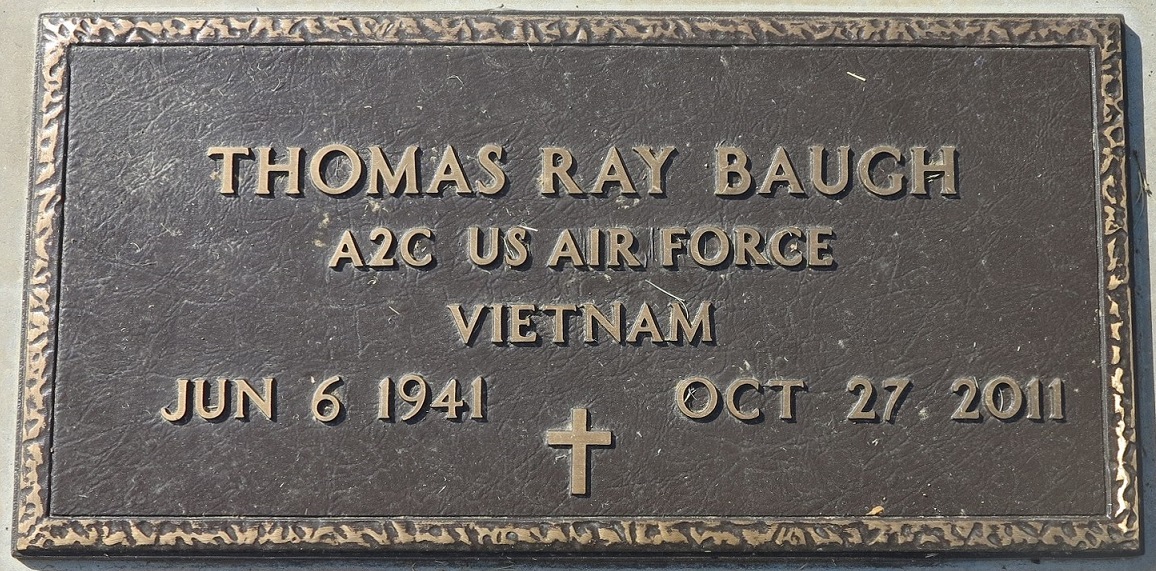 THOMAS RAY BAUGH
A2C US AIR FORCE
VIETNAM
JUN 6 1941 OCT 27 2011